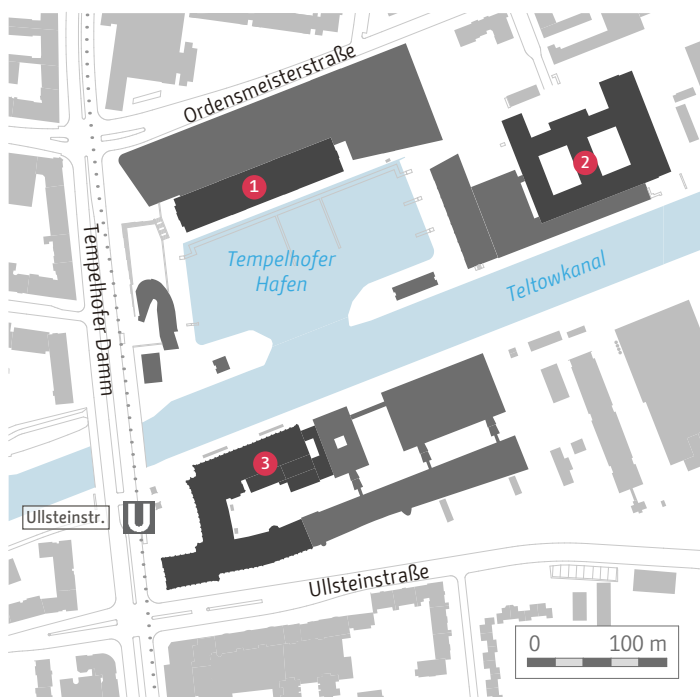 Ordensmeisterstraße
1
2
Tempelhofer
Hafen
Teltowkanal
Tempelhofer Damm
3
Ullsteinstr.
U
Ullsteinstraße
0 100 m